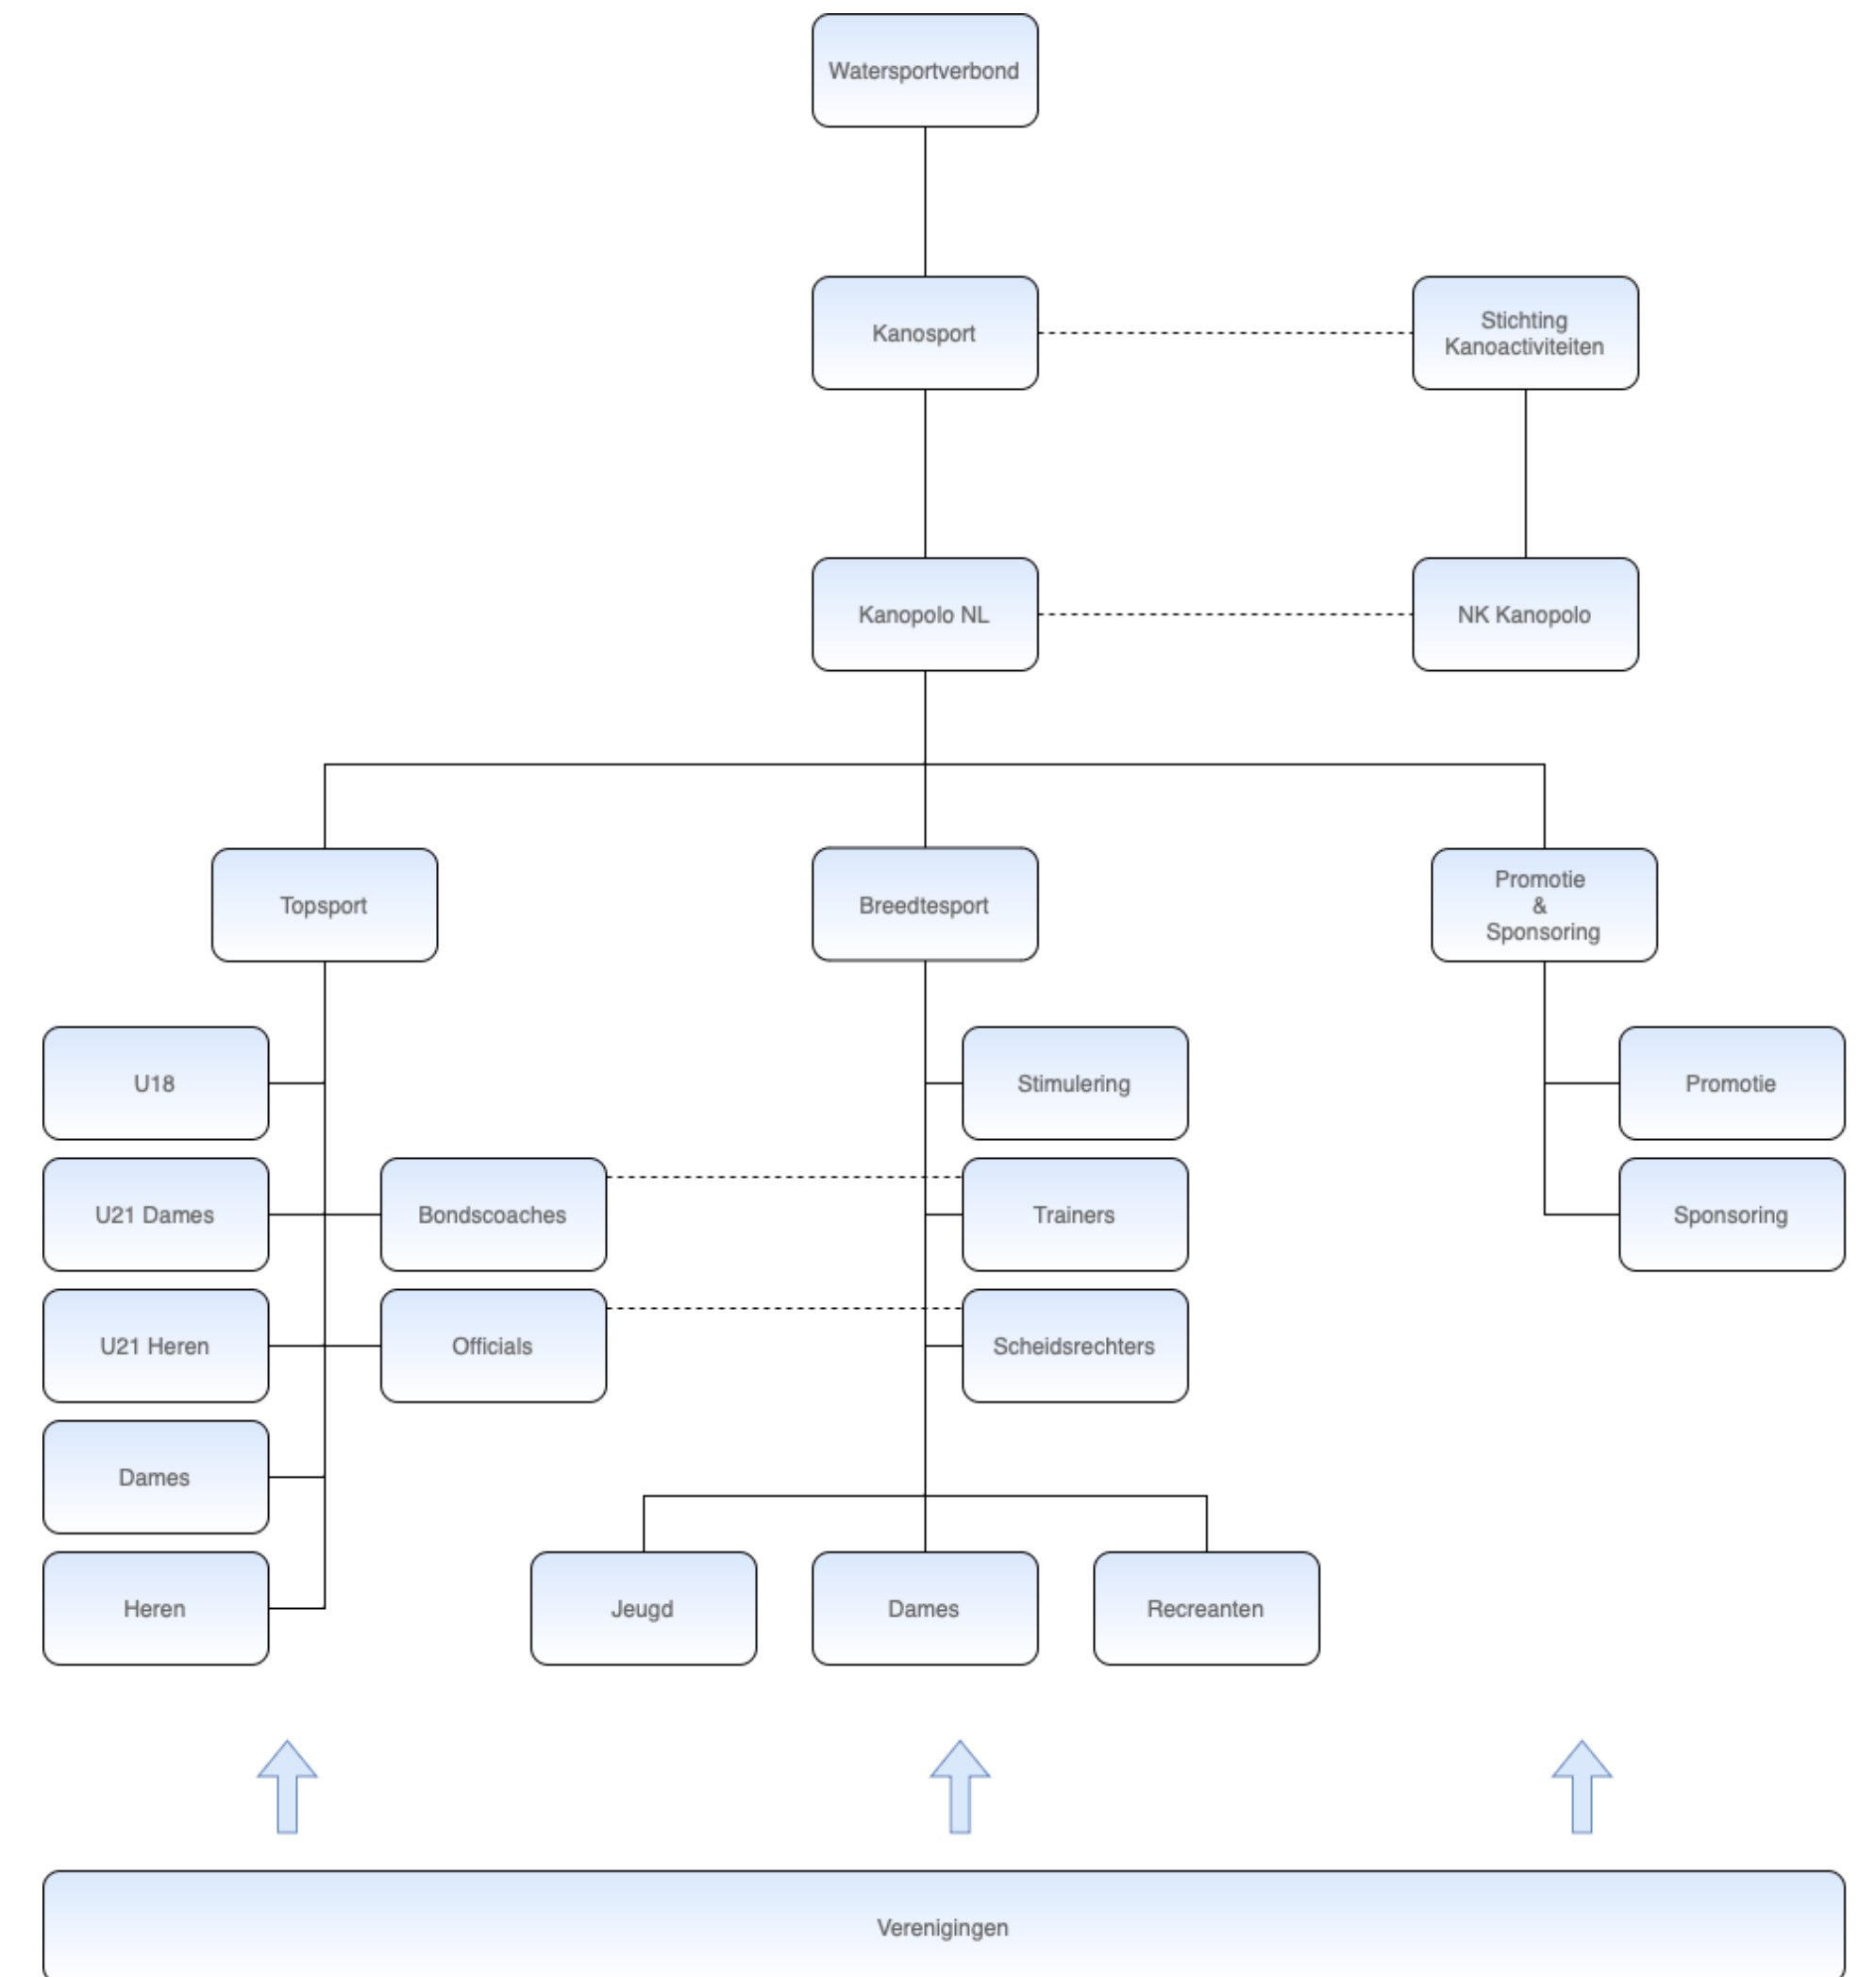 Watersportverbond
Kanosport
Stichting
Kanoactiviteiten
Kanopolo NL
NK Kanopolo
Topsport
Breedtesport
Promotie
&
Sponsoring
U18
Stimulering
Promotie
U21 Dames
Bondscoaches
Trainers
Sponsoring
U21 Heren
Officials
Scheidsrechters
Dames
Heren
Jeugd
Dames
Recreanten
Verenigingen